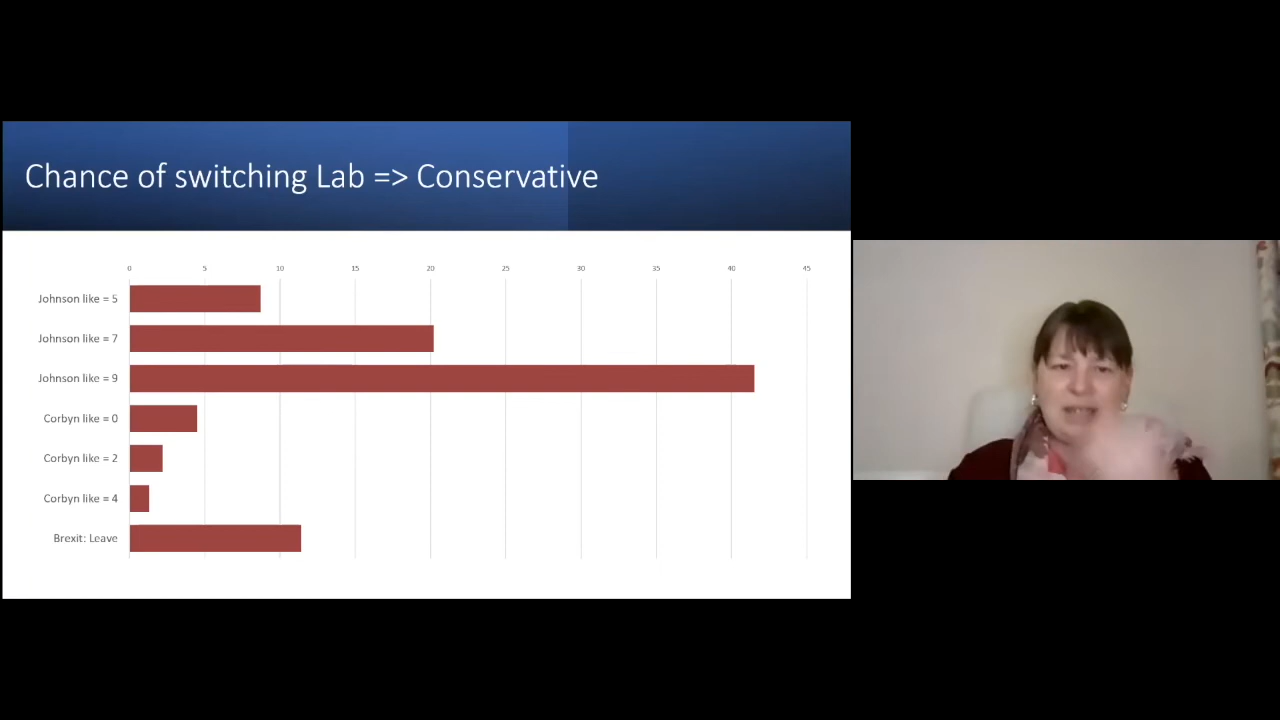 Chance of switching Lab => Conservative
0 5 10 15 20 25 30 35 40 45
Johnson like = 5
Johnson like = 7
Johnson like = 9
Corbyn like = 0
Corbyn like = 2
Corbyn like = 4
Brexit: Leave